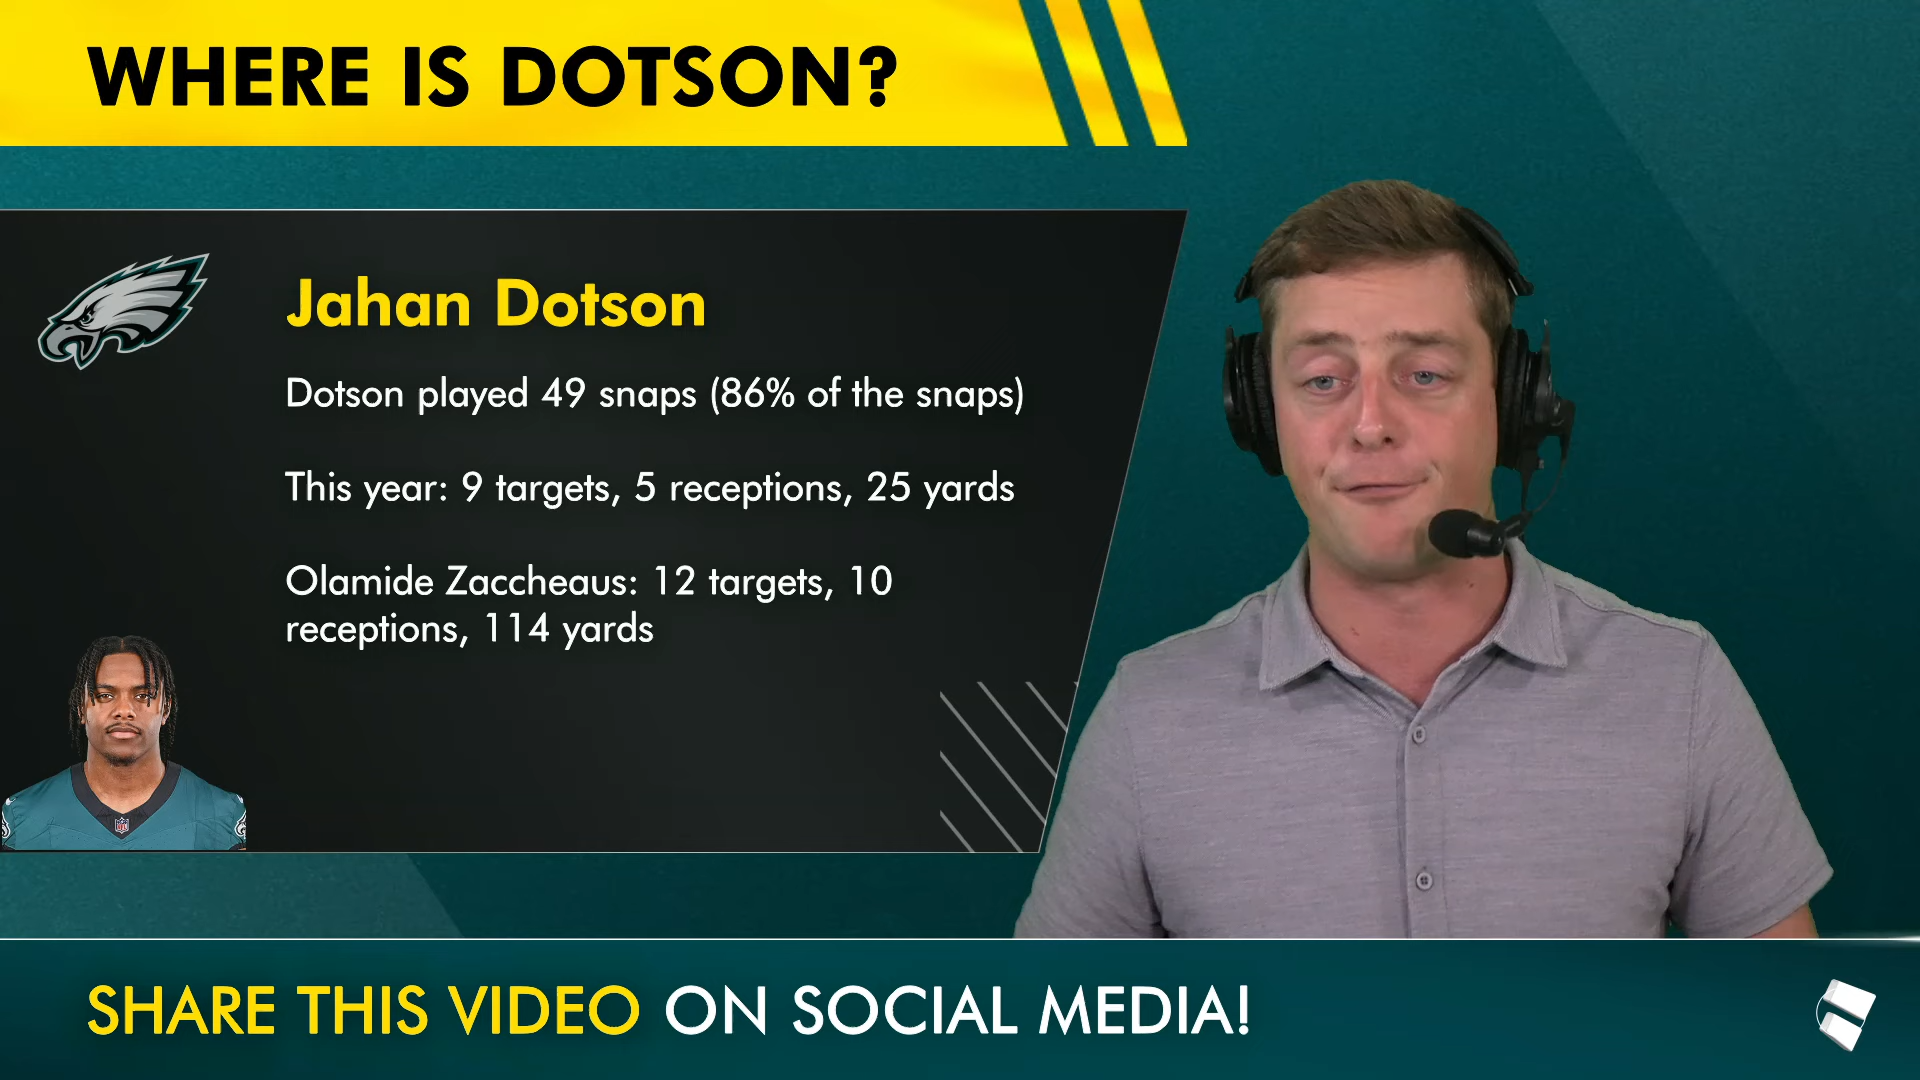 WHERE IS DOTSON?
Jahan Dotson
Dotson played 49 snaps (86% of the snaps)
This year: 9 targets, 5 receptions, 25 yards
Olamide Zaccheaus: 12 targets, 10
receptions, 114 yards
SHARE THIS VIDEO ON SOCIAL MEDIA!